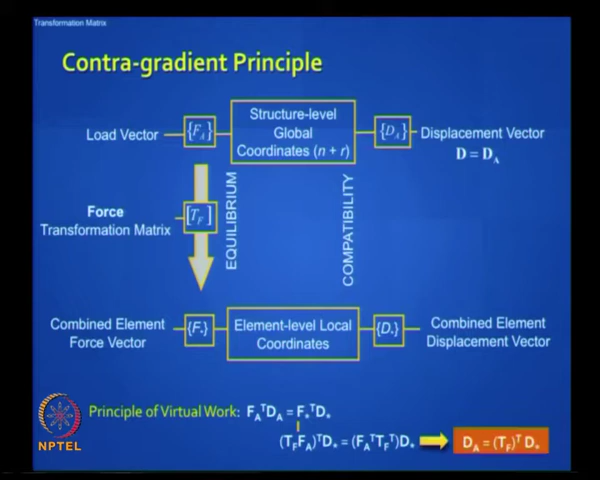 Transformation Matrix
Contra-gradient Principle
Structure-level
Global
Coordinates (n + r)
Load Vector
{F_A}
{D_A}
Displacement Vector
D = D_A
Force
Transformation Matrix
[T_F]
EQUILIBRIUM
COMPATIBILITY
Combined Element
Force Vector
{F_*}
Element-level Local
Coordinates
{D_*}
Combined Element
Displacement Vector
Principle of Virtual Work: F_A^T D_A = F_*^T D_*
(T_F F_A)^T D_* = (F_A^T T_F^T) D_*
D_A = (T_F)^T D_*
NPTEL